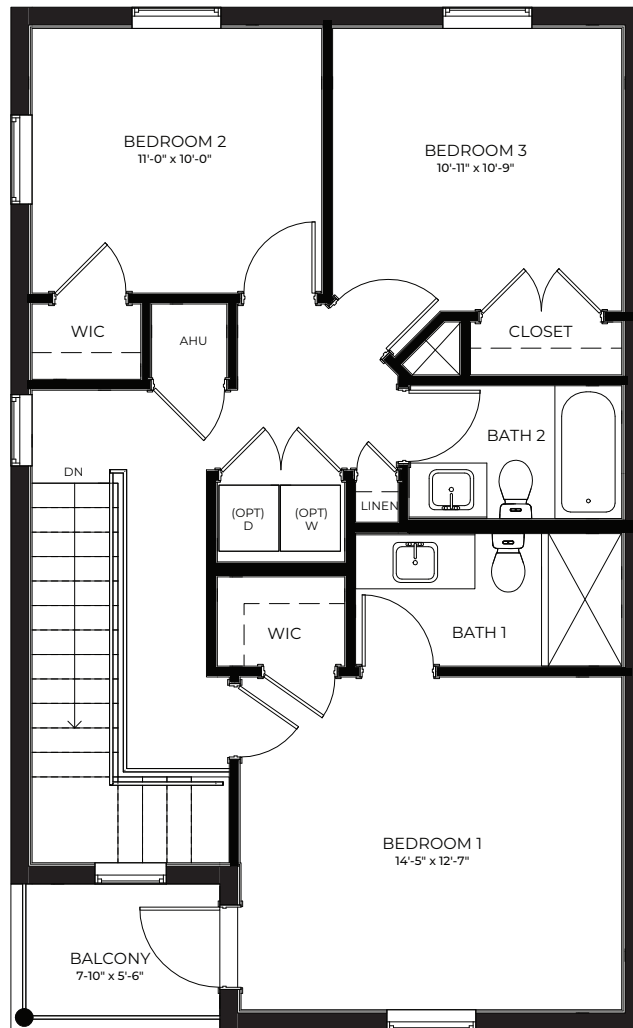 BEDROOM 2
11'-0" x 10'-0"
BEDROOM 3
10'-11" x 10'-9"
WIC
AHU
CLOSET
BATH 2
DN
(OPT)
D
(OPT)
W
LINEN
WIC
BATH 1
BEDROOM 1
14'-5" x 12'-7"
BALCONY
7-10" x 5'-6"